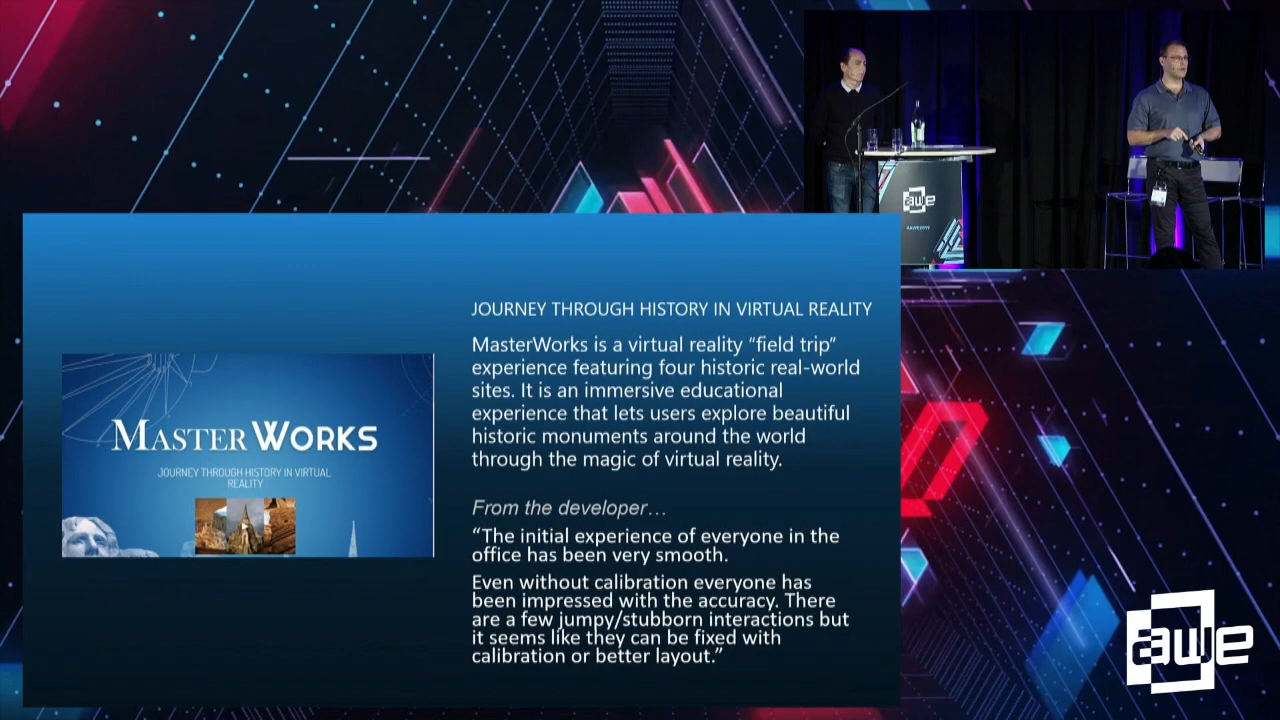 awe
JOURNEY THROUGH HISTORY IN VIRTUAL REALITY
MasterWorks is a virtual reality “field trip”
experience featuring four historic real-world
sites. It is an immersive educational
experience that lets users explore beautiful
historic monuments around the world
through the magic of virtual reality.
MASTERWORKS
JOURNEY THROUGH HISTORY IN VIRTUAL
REALITY
From the developer…
“The initial experience of everyone in the
office has been very smooth.
Even without calibration everyone has
been impressed with the accuracy. There
are a few jumpy/stubborn interactions but
it seems like they can be fixed with
calibration or better layout.”
awe